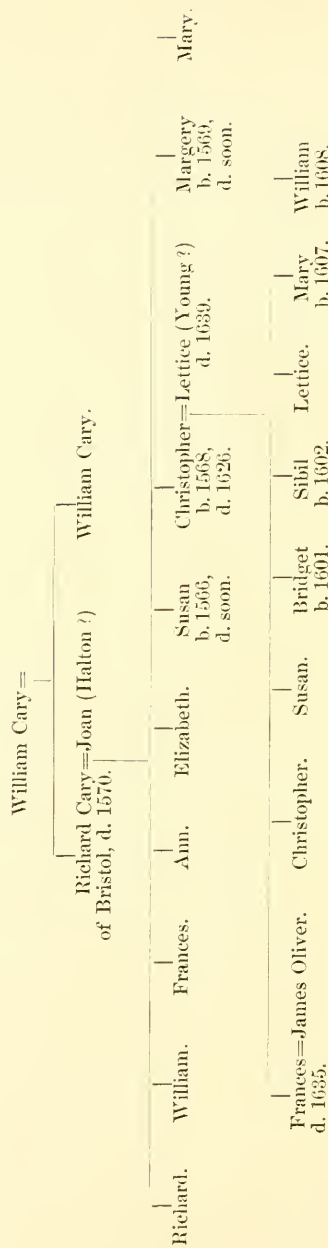 William Cary=
Richard Cary=Joan (Halton ?)
of Bristol, d. 1570.
William Cary.
Richard.
William.
Frances.
Ann.
Elizabeth.
Susan
b. 1566,
d. soon.
Christopher=Lettice (Young ?)
b. 1568,
d. 1626.
d. 1639.
Margery
b. 1569,
d. soon.
Mary.
Frances=James Oliver.
d. 1635.
Christopher.
Susan.
Bridget
b. 1601.
Sibil
b. 1602.
Lettice.
Mary
b. 1607.
William
b. 1608.